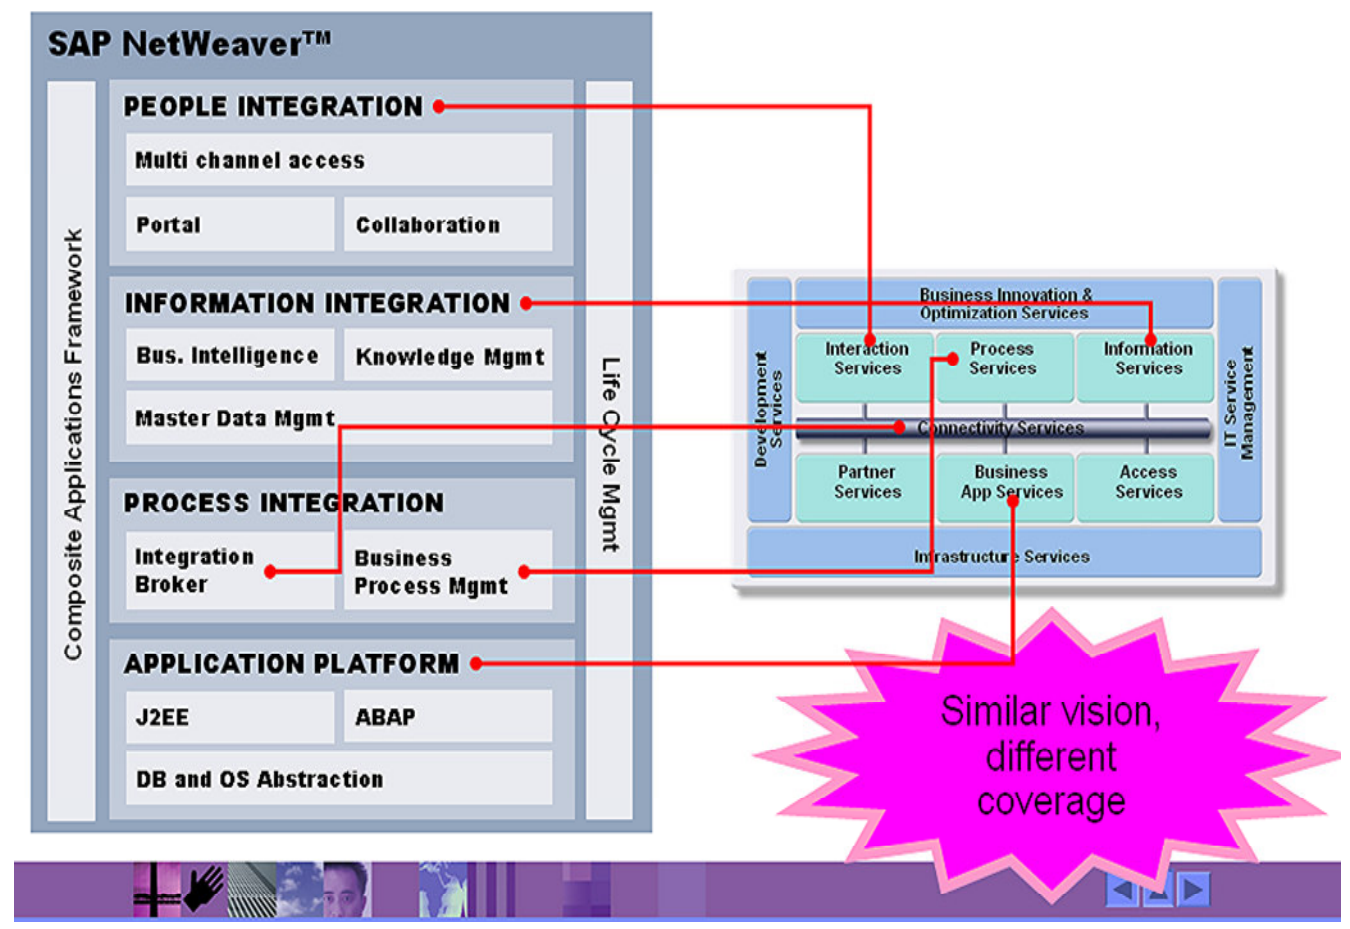 SAP NetWeaver™
Composite Applications Framework
PEOPLE INTEGRATION
Multi channel access
Portal
Collaboration
INFORMATION INTEGRATION
Bus. Intelligence
Knowledge Mgmt
Master Data Mgmt
PROCESS INTEGRATION
Integration
Broker
Business
Process Mgmt
APPLICATION PLATFORM
J2EE
ABAP
DB and OS Abstraction
Life Cycle Mgmt
Development
Services
Business Innovation &
Optimization Services
Interaction
Services
Process
Services
Information
Services
Connectivity Services
Partner
Services
Business
App Services
Access
Services
IT Service
Management
Infrastructure Services
Similar vision,
different
coverage